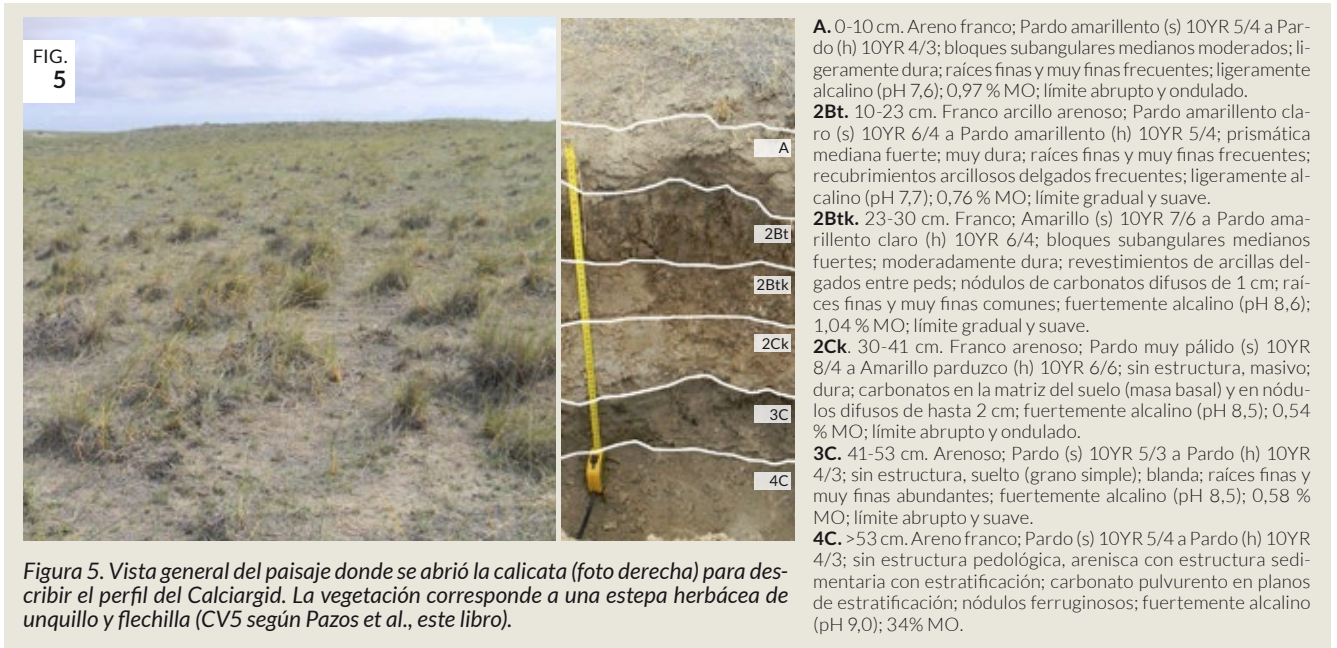 FIG.
5
A
2Bt
2Btk
2Ck
3C
4C
Figura 5. Vista general del paisaje donde se abrió la calicata (foto derecha) para des-
cribir el perfil del Calciargid. La vegetación corresponde a una estepa herbácea de
unquillo y flechilla (CV5 según Pazos et al., este libro).
A. 0-10 cm. Areno franco; Pardo amarillento (s) 10YR 5/4 a Par-
do (h) 10YR 4/3; bloques subangulares medianos moderados; li-
geramente dura; raíces finas y muy finas frecuentes; ligeramente
alcalino (pH 7,6); 0,97 % MO; límite abrupto y ondulado.
2Bt. 10-23 cm. Franco arcillo arenoso; Pardo amarillento cla-
ro (s) 10YR 6/4 a Pardo amarillento (h) 10YR 5/4; prismática
mediana fuerte; muy dura; raíces finas y muy finas frecuentes;
recubrimientos arcillosos delgados frecuentes; ligeramente al-
calino (pH 7,7); 0,76 % MO; límite gradual y suave.
2Btk. 23-30 cm. Franco; Amarillo (s) 10YR 7/6 a Pardo ama-
rillento claro (h) 10YR 6/4; bloques subangulares medianos
fuertes; moderadamente dura; revestimientos de arcillas del-
gados entre peds; nódulos de carbonatos difusos de 1 cm; raí-
ces finas y muy finas comunes; fuertemente alcalino (pH 8,6);
1,04 % MO; límite gradual y suave.
2Ck. 30-41 cm. Franco arenoso; Pardo muy pálido (s) 10YR
8/4 a Amarillo parduzco (h) 10YR 6/6; sin estructura, masivo;
dura; carbonatos en la matriz del suelo (masa basal) y en nódu-
los difusos de hasta 2 cm; fuertemente alcalino (pH 8,5); 0,54
% MO; límite abrupto y ondulado.
3C. 41-53 cm. Arenoso; Pardo (s) 10YR 5/3 a Pardo (h) 10YR
4/3; sin estructura, suelto (grano simple); blanda; raíces finas y
muy finas abundantes; fuertemente alcalino (pH 8,5); 0,58 %
MO; límite abrupto y suave.
4C. >53 cm. Areno franco; Pardo (s) 10YR 5/4 a Pardo (h) 10YR
4/3; sin estructura pedológica, arenisca con estructura sedi-
mentaria con estratificación; carbonato pulvurento en planos
de estratificación; nódulos ferruginosos; fuertemente alcalino
(pH 9,0); 34% MO.